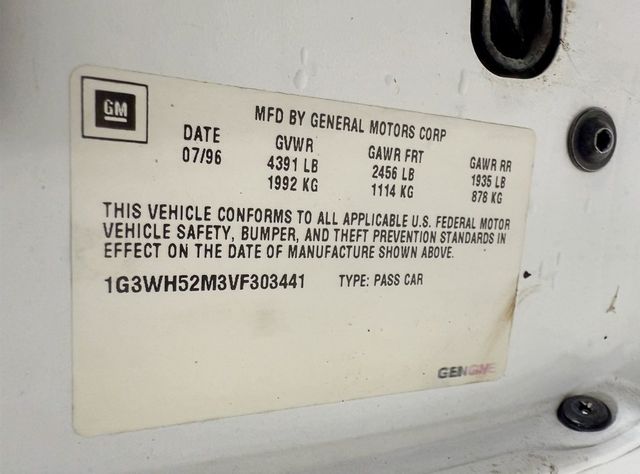 GM
MFD BY GENERAL MOTORS CORP
DATE GVWR GAWR FRT GAWR RR
07/96 4391 LB 2456 LB 1935 LB
1992 KG 1114 KG 878 KG
THIS VEHICLE CONFORMS TO ALL APPLICABLE U.S. FEDERAL MOTOR
VEHICLE SAFETY, BUMPER, AND THEFT PREVENTION STANDARDS IN
EFFECT ON THE DATE OF MANUFACTURE SHOWN ABOVE.
1G3WH52M3VF303441 TYPE: PASS CAR